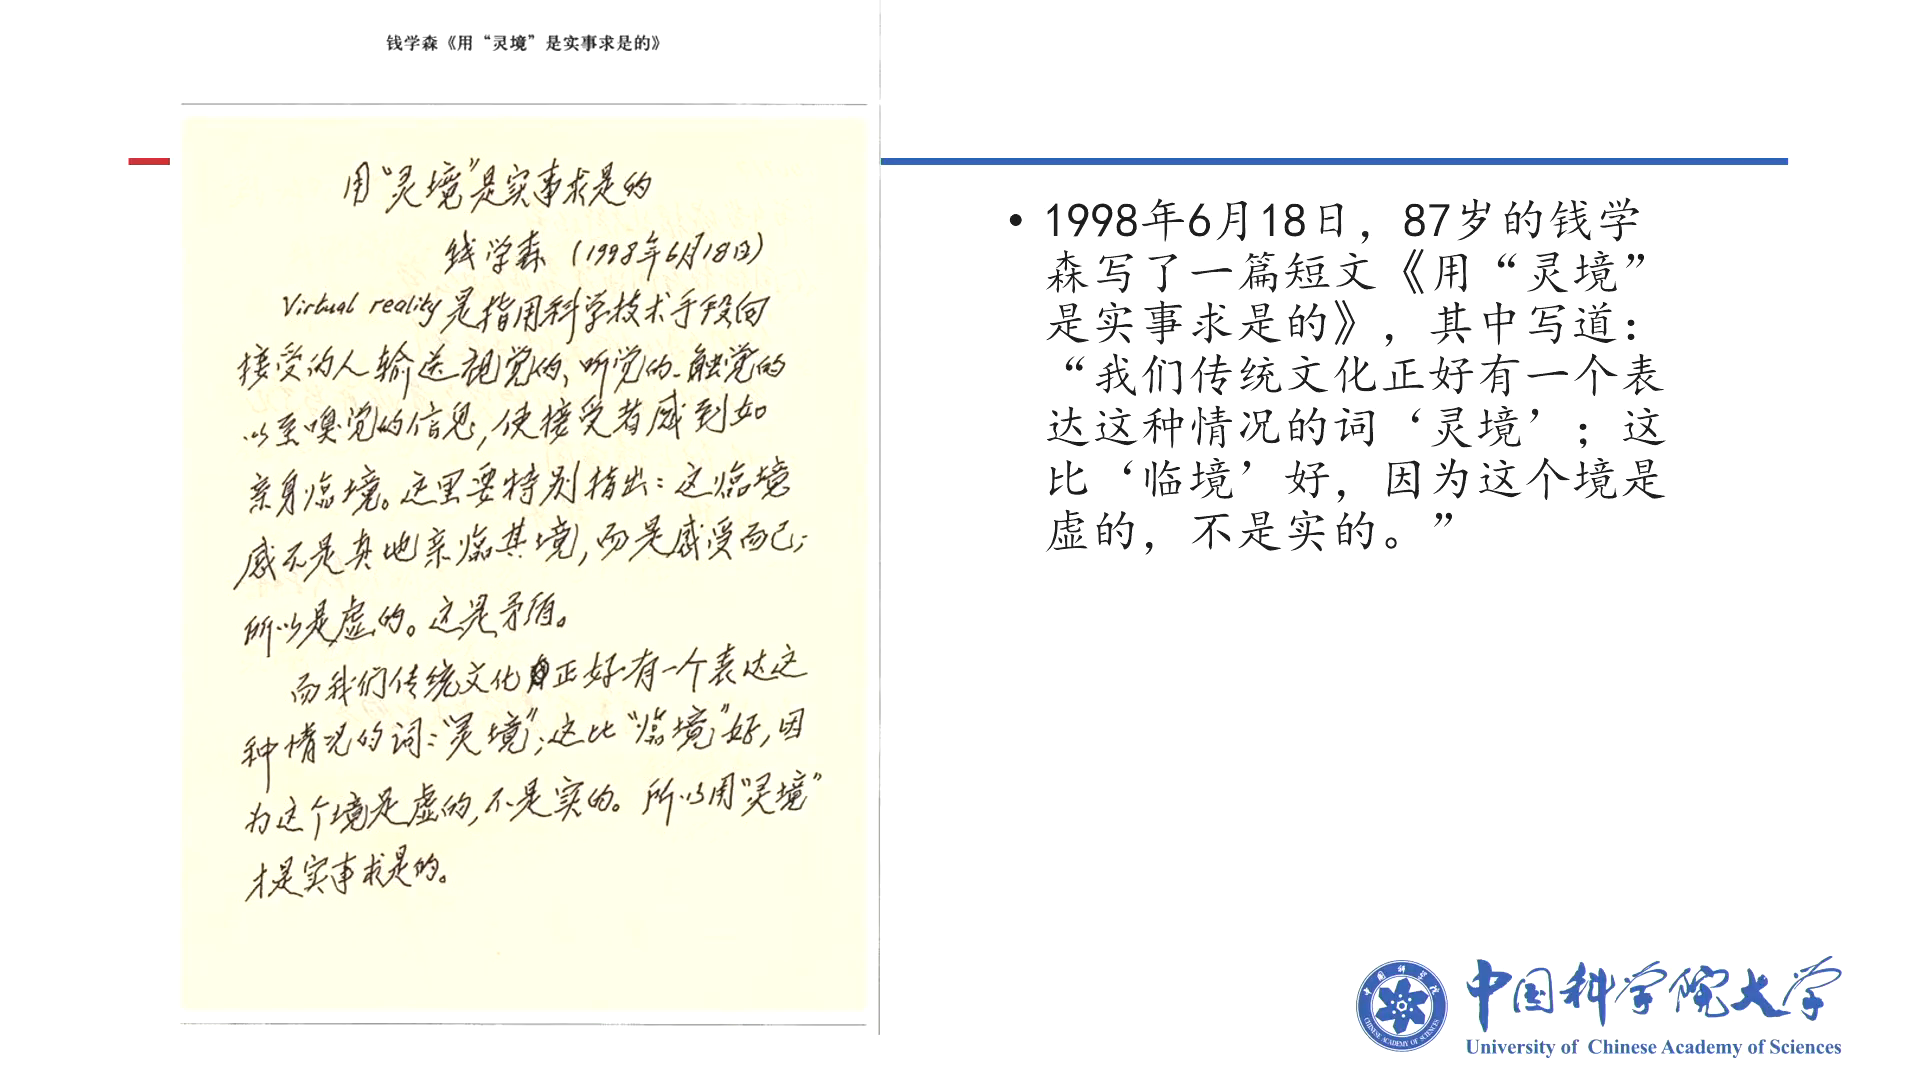 钱学森《用“灵境”是实事求是的》
用“灵境”是实事求是的
钱学森（1998年6月18日）
Virtual reality是指用科学技术手段向
接受的人输送视觉的、听觉的、触觉的
以至嗅觉的信息,使接受者感到如
亲身临境。这里要特别指出：这临境
感不是真地亲临其境，而是感受而已；
所以是虚的。这是矛盾。
而我们传统文化正好有一个表达这
种情况的词：“灵境”；这比“临境”好，因
为这个境是虚的，不是实的。所以用“灵境”
才是实事求是的。
• 1998年6月18日，87岁的钱学
森写了一篇短文《用“灵境”
是实事求是的》，其中写道：
“我们传统文化正好有一个表
达这种情况的词‘灵境’；这
比‘临境’好，因为这个境是
虚的，不是实的。”
中国科学院大学
CHINESE ACADEMY OF SCIENCES
中国科学院大学
University of Chinese Academy of Sciences